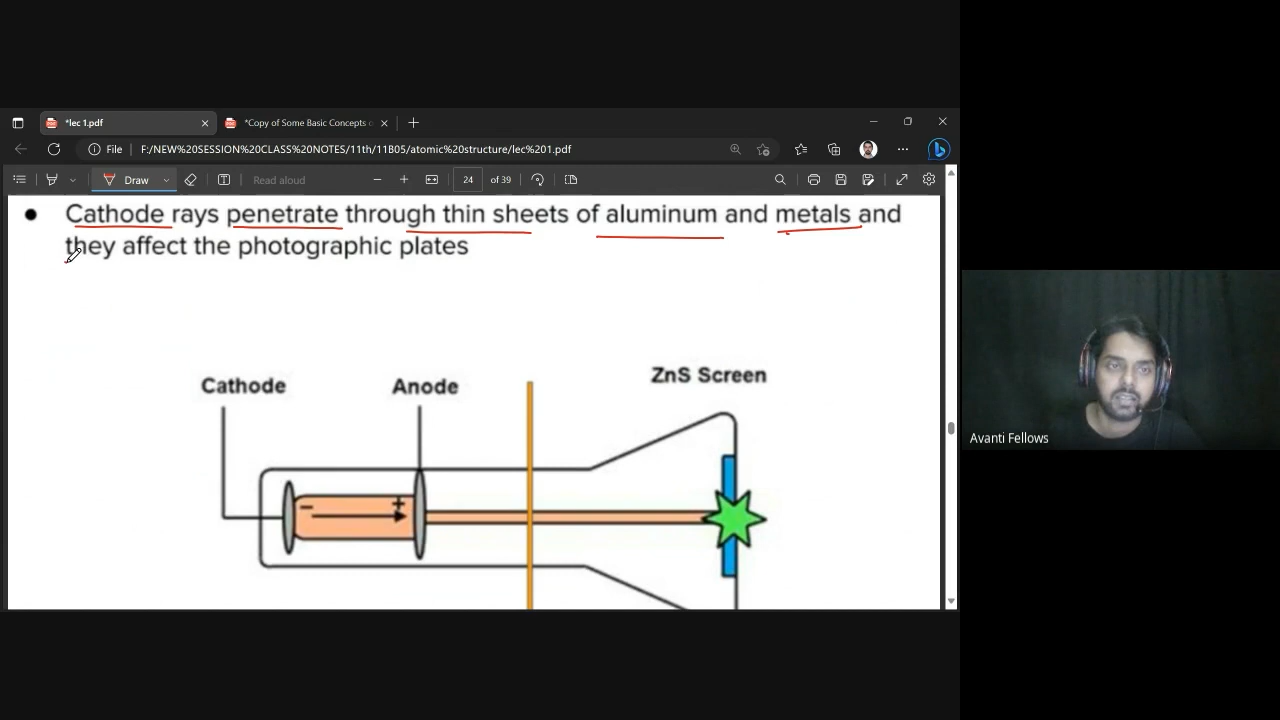 *lec 1.pdf
*Copy of Some Basic Concepts o
File
F:/NEW%20SESSION%20CLASS%20NOTES/11th/11B05/atomic%20structure/lec%201.pdf
Draw
Read aloud
24 of 39
Cathode rays penetrate through thin sheets of aluminum and metals and
they affect the photographic plates
ZnS Screen
Cathode
Anode
− +
Avanti Fellows